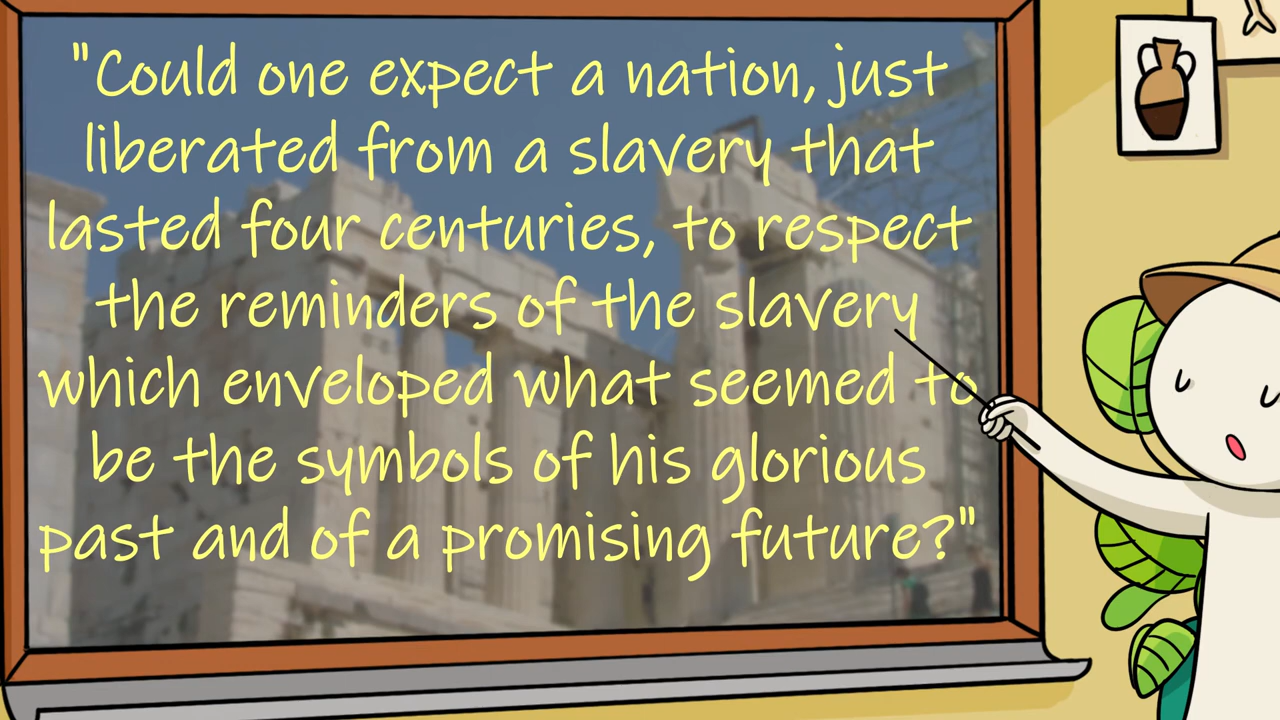 "Could one expect a nation, just
liberated from a slavery that
lasted four centuries, to respect
the reminders of the slavery
which enveloped what seemed to
be the symbols of his glorious
past and of a promising future?"